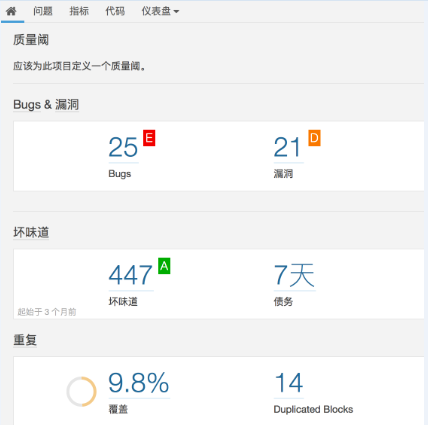 问题 指标 代码 仪表盘
质量阈
应该为此项目定义一个质量阈。
Bugs & 漏洞
25 E 21 D
Bugs 漏洞
坏味道
447 A 7天
坏味道 债务
起始于 3 个月前
重复
9.8% 14
覆盖 Duplicated Blocks